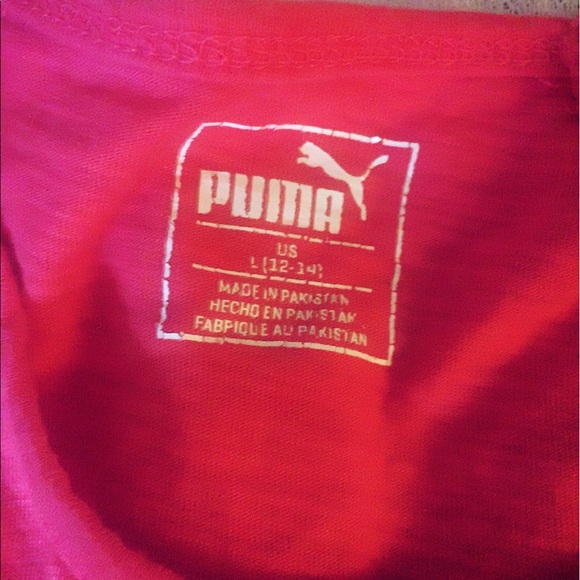 PUMA
US
L (12-14)
MADE IN PAKISTAN
HECHO EN PAKISTAN
FABRIQUE AU PAKISTAN